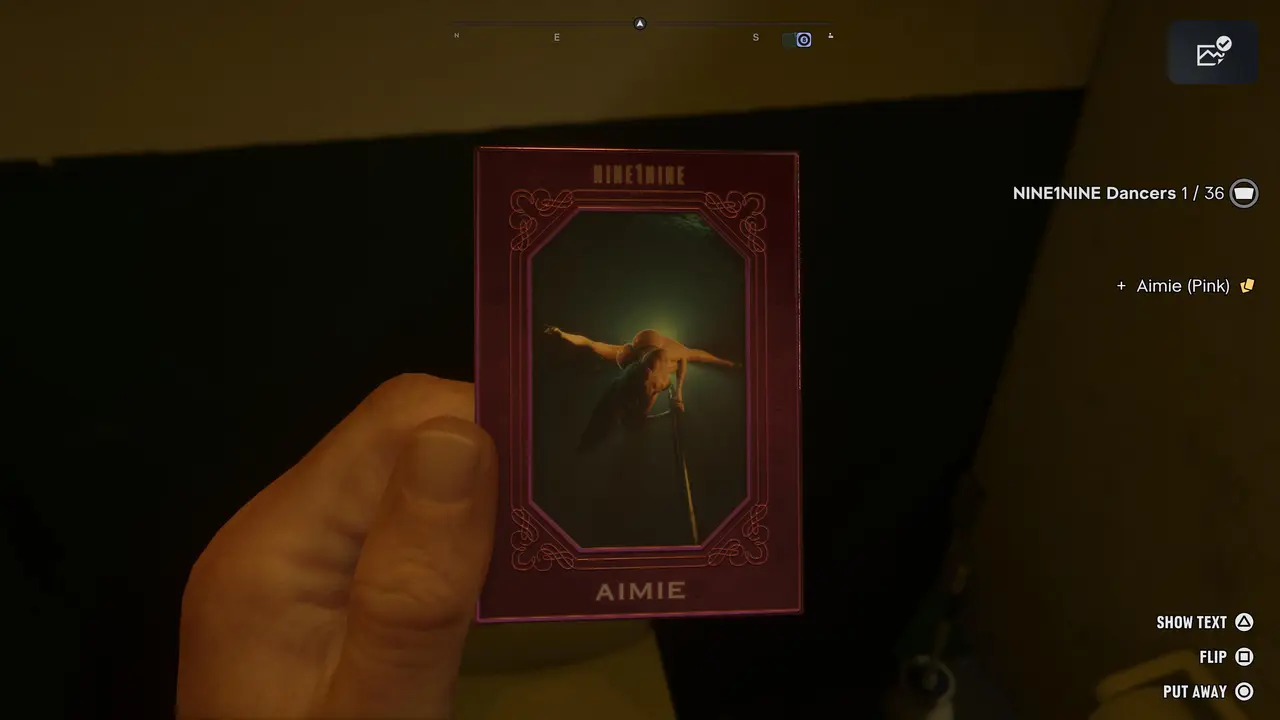 N
E
S
NINE1NINE
NINE1NINE Dancers 1 / 36
+ Aimie (Pink)
AIMIE
SHOW TEXT
FLIP
PUT AWAY